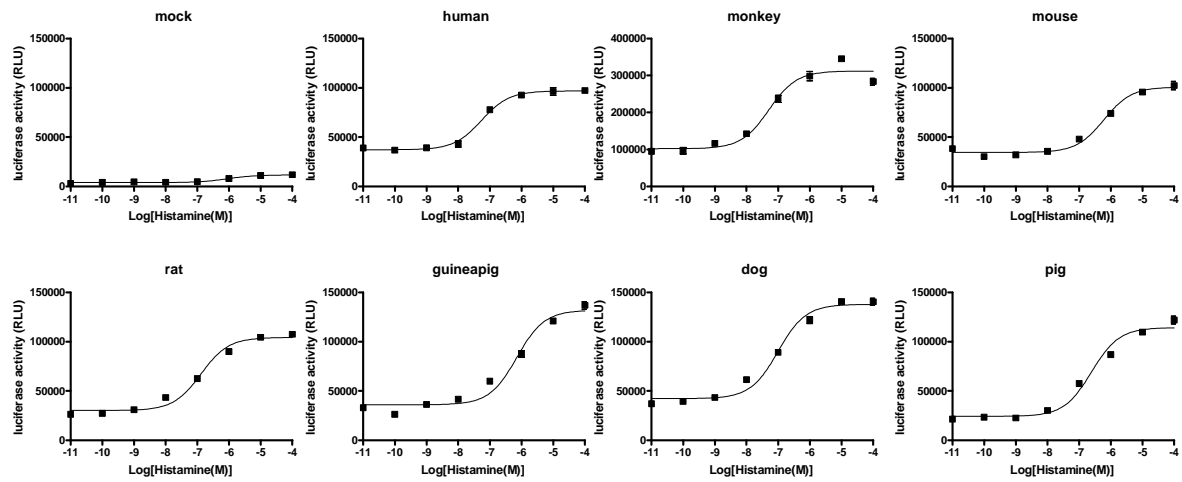 mock
luciferase activity (RLU)
150000
100000
50000
0
-11 -10 -9 -8 -7 -6 -5 -4
Log[Histamine(M)]
human
luciferase activity (RLU)
150000
100000
50000
0
-11 -10 -9 -8 -7 -6 -5 -4
Log[Histamine(M)]
monkey
luciferase activity (RLU)
400000
300000
200000
100000
0
-11 -10 -9 -8 -7 -6 -5 -4
Log[Histamine(M)]
mouse
luciferase activity (RLU)
150000
100000
50000
0
-11 -10 -9 -8 -7 -6 -5 -4
Log[Histamine(M)]
rat
luciferase activity (RLU)
150000
100000
50000
0
-11 -10 -9 -8 -7 -6 -5 -4
Log[Histamine(M)]
guineapig
luciferase activity (RLU)
150000
100000
50000
0
-11 -10 -9 -8 -7 -6 -5 -4
Log[Histamine(M)]
dog
luciferase activity (RLU)
150000
100000
50000
0
-11 -10 -9 -8 -7 -6 -5 -4
Log[Histamine(M)]
pig
luciferase activity (RLU)
150000
100000
50000
0
-11 -10 -9 -8 -7 -6 -5 -4
Log[Histamine(M)]